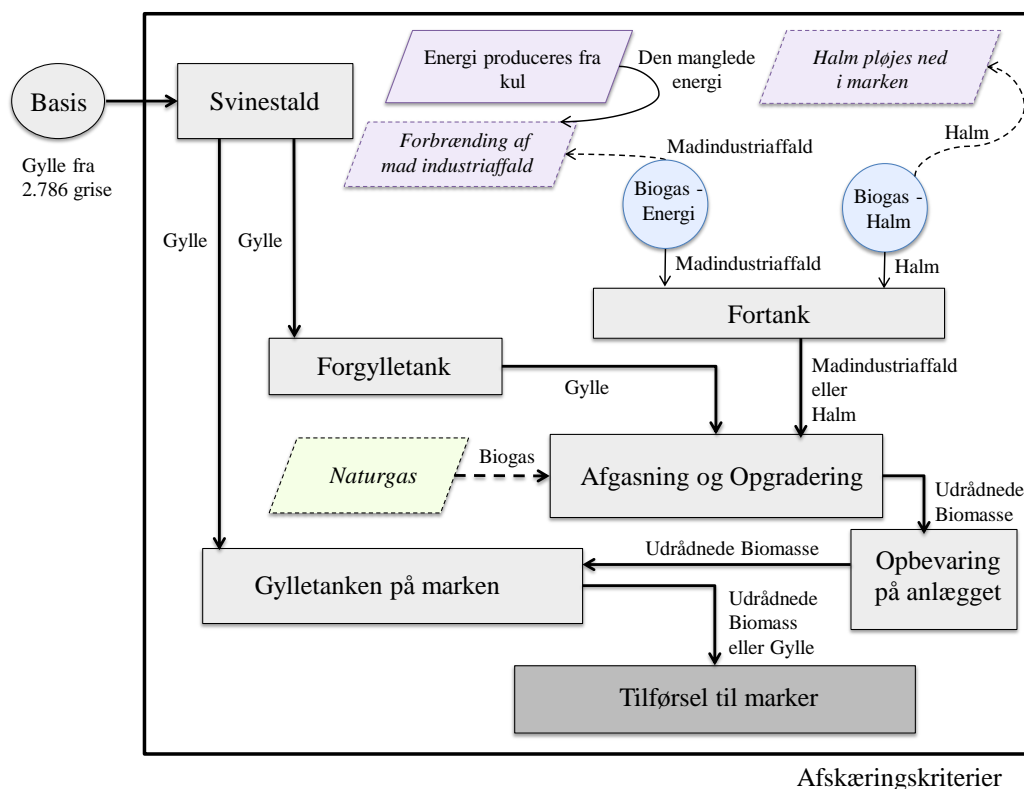 Energi produceres fra
kul
Den manglede
energi
Halm pløjes ned
i marken
Basis
Svinestald
Forbrænding af
mad industriaffald
Madindustriaffald
Halm
Gylle fra
2.786 grise
Biogas -
Energi
Biogas -
Halm
Gylle
Gylle
Madindustriaffald
Halm
Fortank
Forgylletank
Gylle
Madindustriaffald
eller
Halm
Naturgas
Biogas
Afgasning og Opgradering
Udrådnede
Biomasse
Gylletanken på marken
Udrådnede Biomasse
Opbevaring
på anlægget
Udrådnede
Biomass
eller Gylle
Tilførsel til marker
Afskæringskriterier